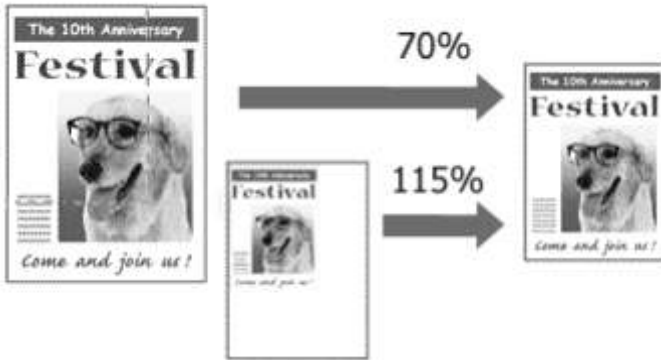 The 10th Anniversary
Festival
Come and join us!
70%
The 10th Anniversary
Festival
Come and join us!
The 10th Anniversary
Festival
Come and join us!
115%